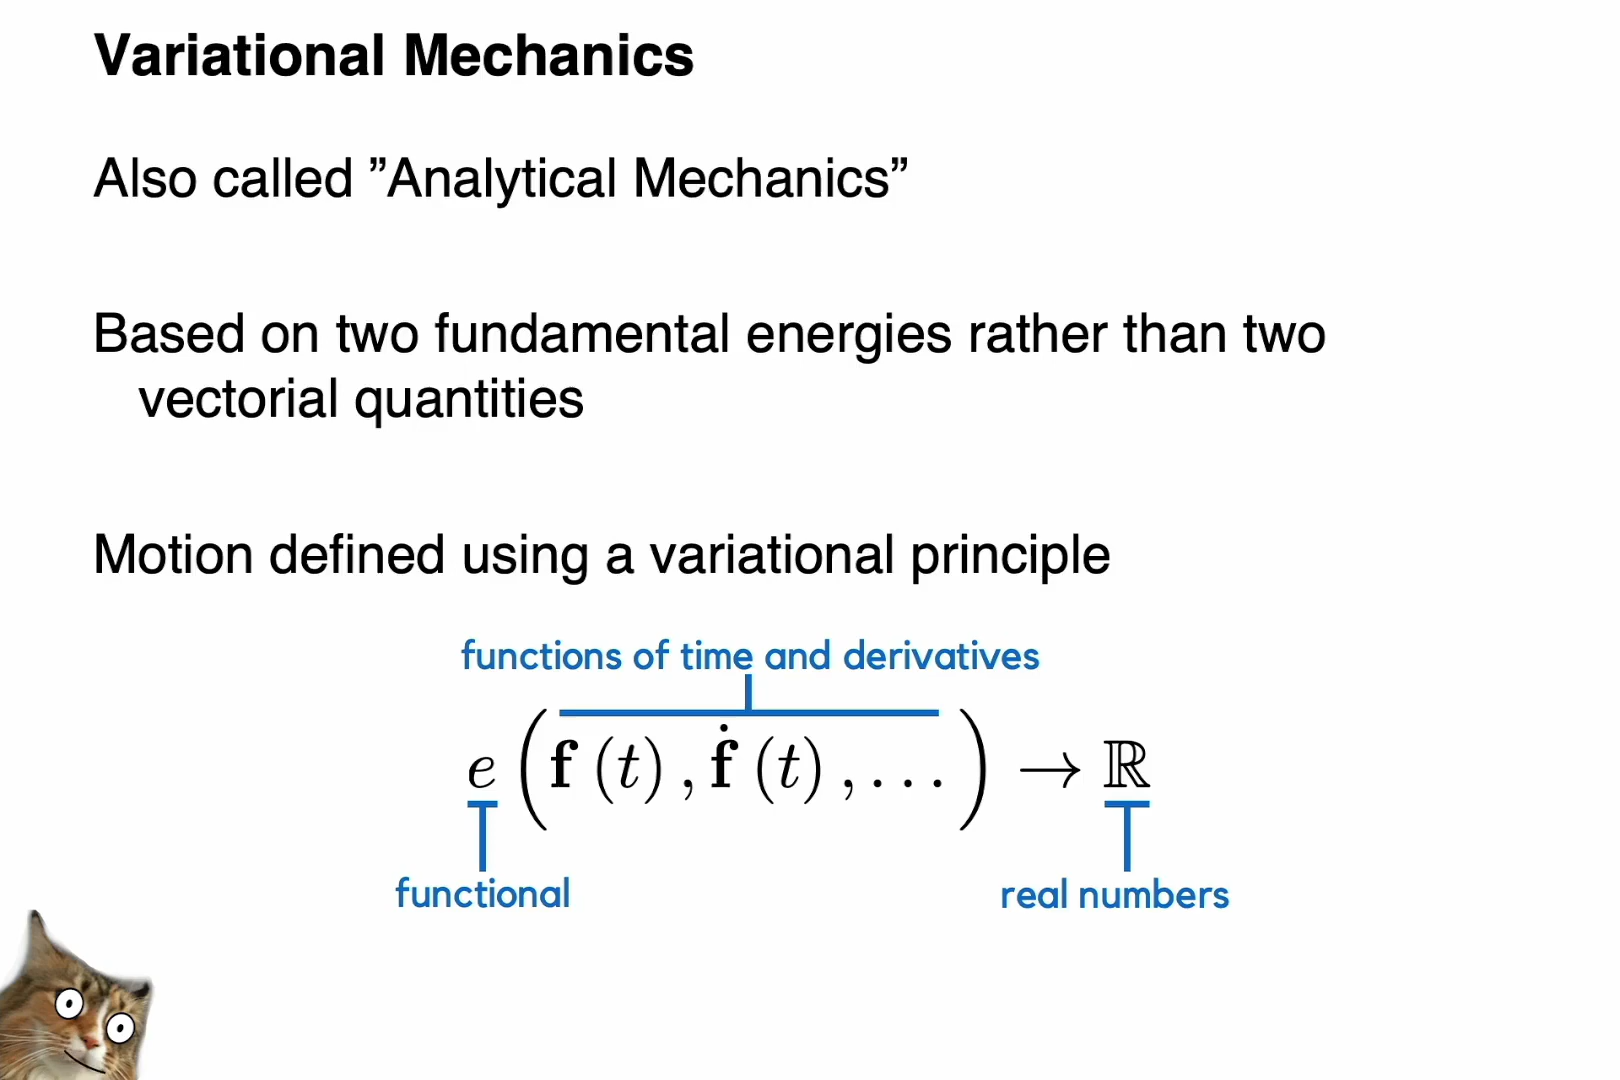 Variational Mechanics
Also called ”Analytical Mechanics”
Based on two fundamental energies rather than two
vectorial quantities
Motion defined using a variational principle
functions of time and derivatives
e (𝐟 (t) , 𝐟̇ (t) , . . .) → ℝ
functional
real numbers